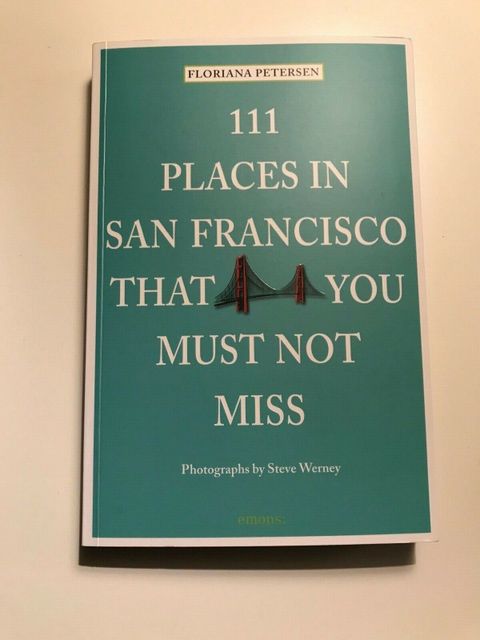 FLORIANA PETERSEN
111
PLACES IN
SAN FRANCISCO
THAT YOU
MUST NOT
MISS
Photographs by Steve Werney
emons: